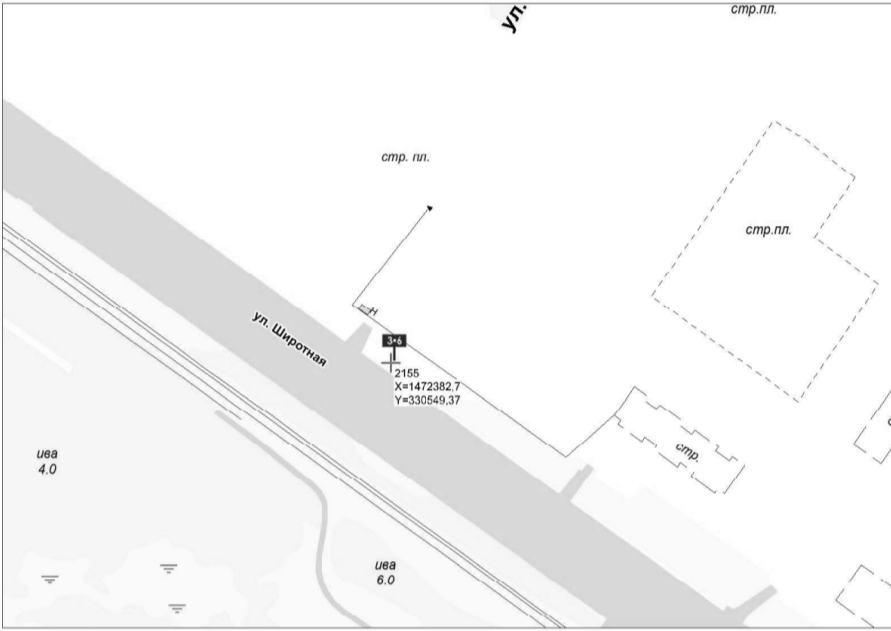 ул.
стр.пл.
стр. пл.
стр.пл.
н
ул. Широтная
3•6
2155
X=1472382,7
Y=330549,37
стр.
ива
4.0
ива
6.0